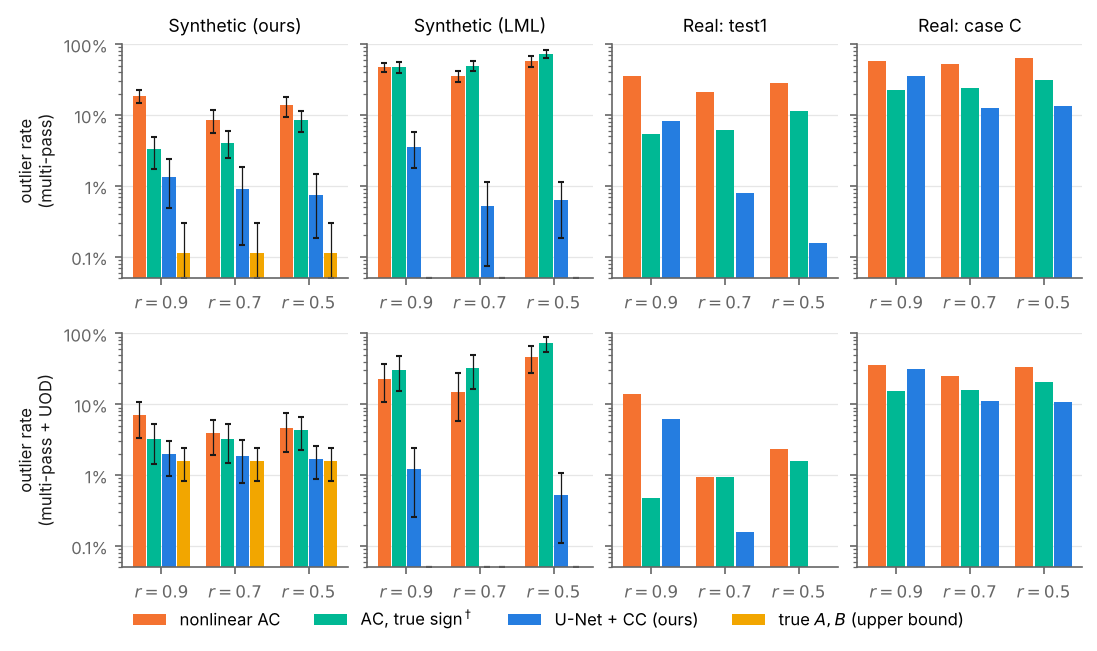 Synthetic (ours) Synthetic (LML) Real: test1 Real: case C
outlier rate
(multi-pass)
100%
10%
1%
0.1%
r = 0.9 r = 0.7 r = 0.5 r = 0.9 r = 0.7 r = 0.5 r = 0.9 r = 0.7 r = 0.5 r = 0.9 r = 0.7 r = 0.5
outlier rate
(multi-pass + UOD)
100%
10%
1%
0.1%
r = 0.9 r = 0.7 r = 0.5 r = 0.9 r = 0.7 r = 0.5 r = 0.9 r = 0.7 r = 0.5 r = 0.9 r = 0.7 r = 0.5
nonlinear AC AC, true sign† U-Net + CC (ours) true A, B (upper bound)